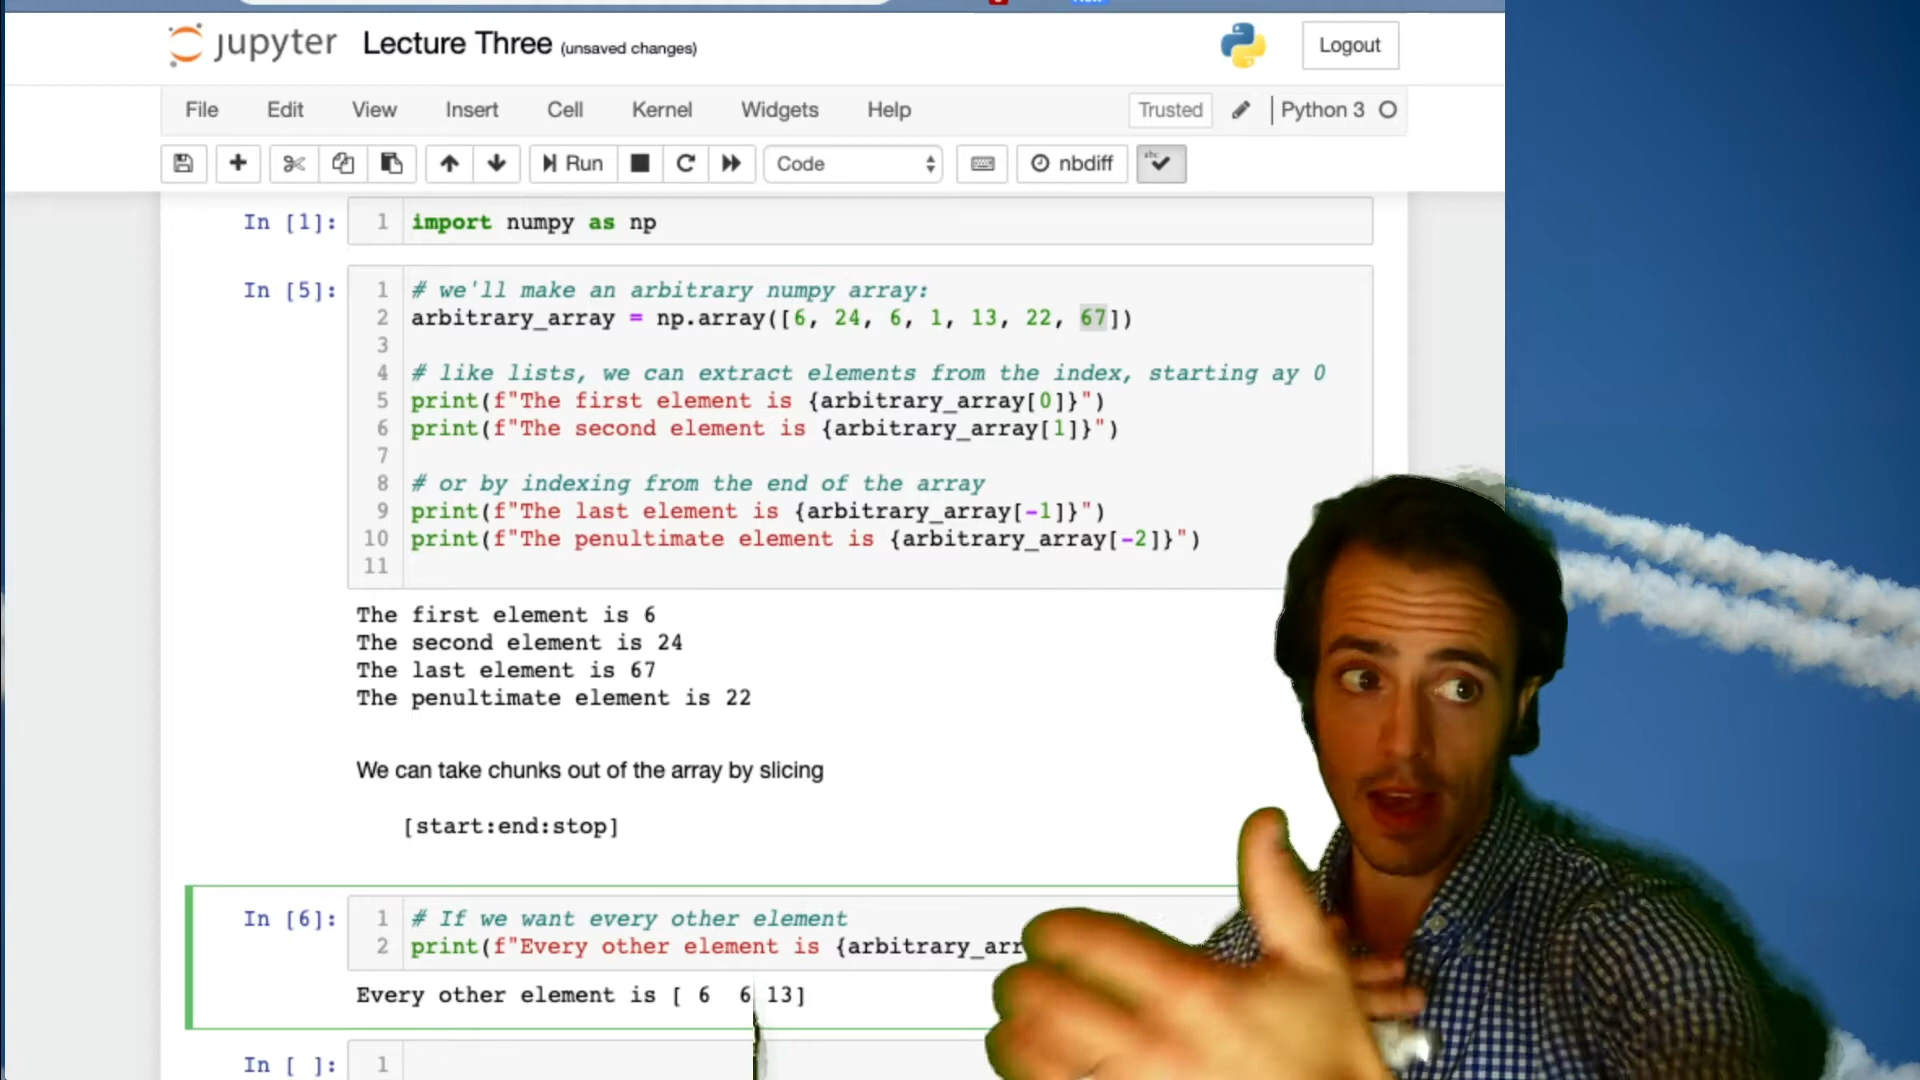 jupyter Lecture Three (unsaved changes) Logout
File Edit View Insert Cell Kernel Widgets Help Trusted Python 3
Run Code nbdiff abc
In [1]: 1 import numpy as np
In [5]: 1 # we'll make an arbitrary numpy array:
2 arbitrary_array = np.array([6, 24, 6, 1, 13, 22, 67])
3
4 # like lists, we can extract elements from the index, starting ay 0
5 print(f"The first element is {arbitrary_array[0]}")
6 print(f"The second element is {arbitrary_array[1]}")
7
8 # or by indexing from the end of the array
9 print(f"The last element is {arbitrary_array[-1]}")
10 print(f"The penultimate element is {arbitrary_array[-2]}")
11
The first element is 6
The second element is 24
The last element is 67
The penultimate element is 22
We can take chunks out of the array by slicing
[start:end:stop]
In [6]: 1 # If we want every other element
2 print(f"Every other element is {arbitrary_arr
Every other element is [ 6 6 13]
In [ ]: 1